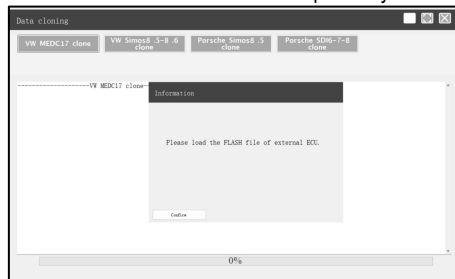 Data cloning
VW MEDC17 clone
VW Simos8 .5-8 .6
clone
Porsche Simos8 .5
clone
Porsche SDI6-7-8
clone
--------------------VW MEDC17 clone-
Information
Please load the FLASH file of external ECU.
Confirm
0%